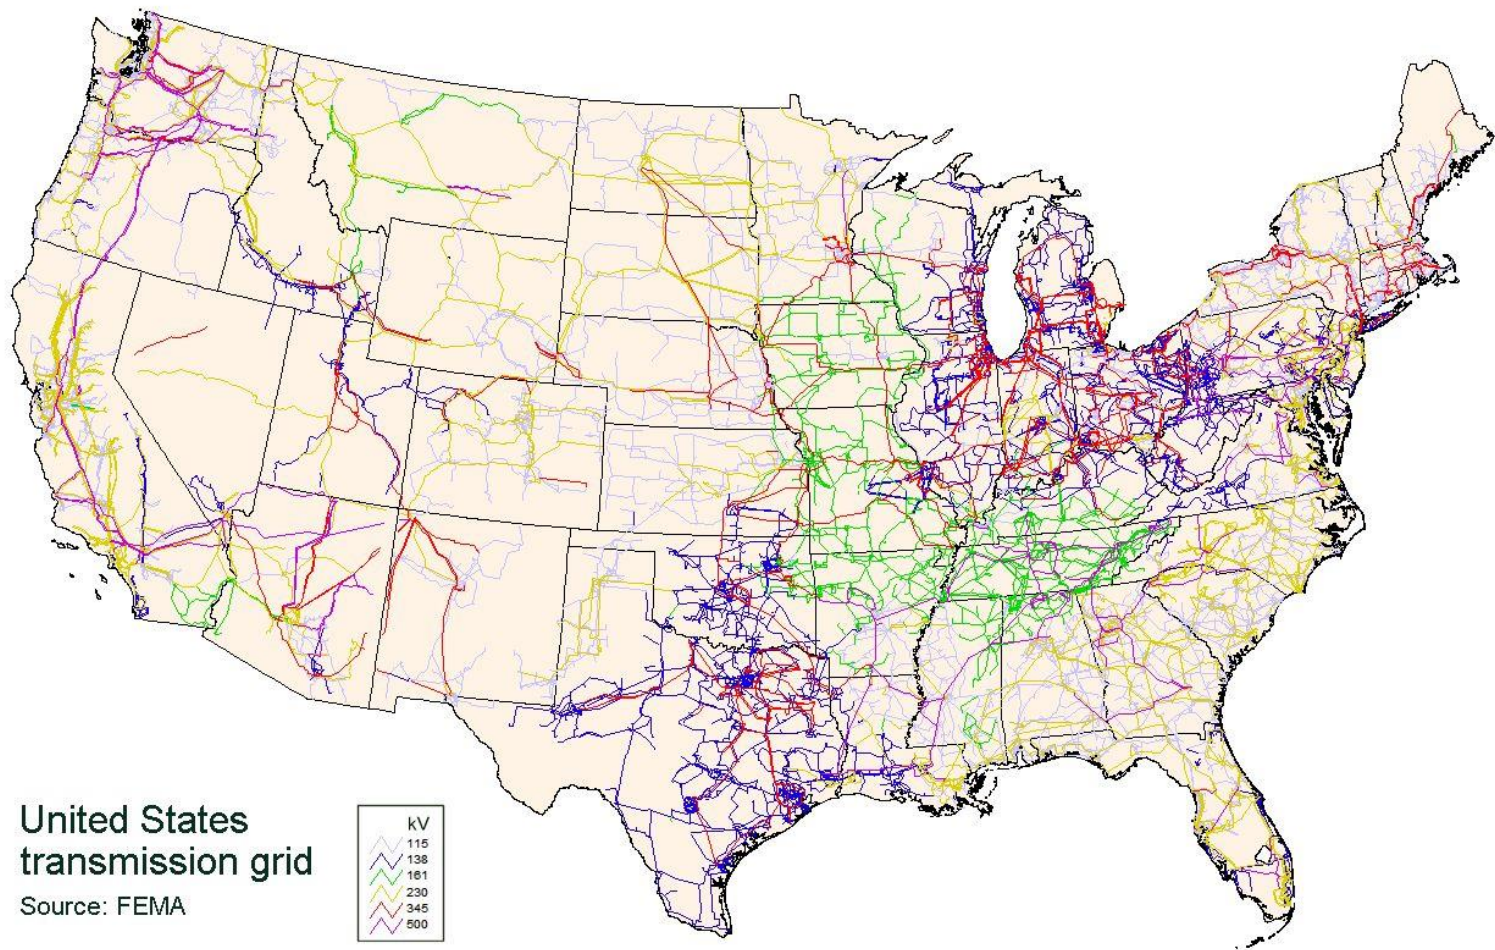 United States
transmission grid
Source: FEMA
kV
115
138
161
230
345
500